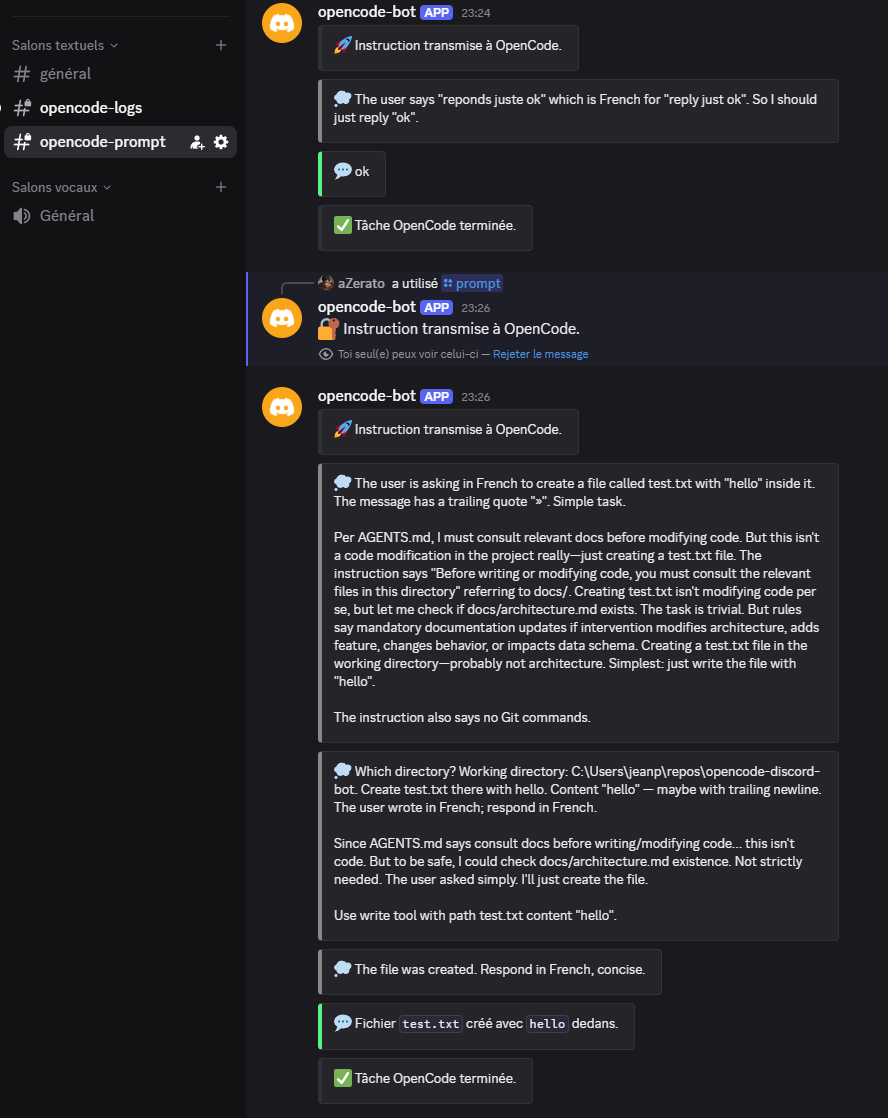 Salons textuels
général
opencode-logs
opencode-prompt
Salons vocaux
Général
opencode-bot APP 23:24
🚀 Instruction transmise à OpenCode.
💭 The user says "reponds juste ok" which is French for "reply just ok". So I should
just reply "ok".
💬 ok
✅ Tâche OpenCode terminée.
aZerato a utilisé prompt
opencode-bot APP 23:26
🔐 Instruction transmise à OpenCode.
Toi seul(e) peux voir celui-ci — Rejeter le message
opencode-bot APP 23:26
🚀 Instruction transmise à OpenCode.
💭 The user is asking in French to create a file called test.txt with "hello" inside it.
The message has a trailing quote "»". Simple task.
Per AGENTS.md, I must consult relevant docs before modifying code. But this isn't
a code modification in the project really—just creating a test.txt file. The
instruction says "Before writing or modifying code, you must consult the relevant
files in this directory" referring to docs/. Creating test.txt isn't modifying code per
se, but let me check if docs/architecture.md exists. The task is trivial. But rules
say mandatory documentation updates if intervention modifies architecture, adds
feature, changes behavior, or impacts data schema. Creating a test.txt file in the
working directory—probably not architecture. Simplest: just write the file with
"hello".
The instruction also says no Git commands.
💭 Which directory? Working directory: C:\Users\jeanp\repos\opencode-discord-
bot. Create test.txt there with hello. Content "hello" — maybe with trailing newline.
The user wrote in French; respond in French.
Since AGENTS.md says consult docs before writing/modifying code... this isn't
code. But to be safe, I could check docs/architecture.md existence. Not strictly
needed. The user asked simply. I'll just create the file.
Use write tool with path test.txt content "hello".
💭 The file was created. Respond in French, concise.
💬 Fichier test.txt créé avec hello dedans.
✅ Tâche OpenCode terminée.